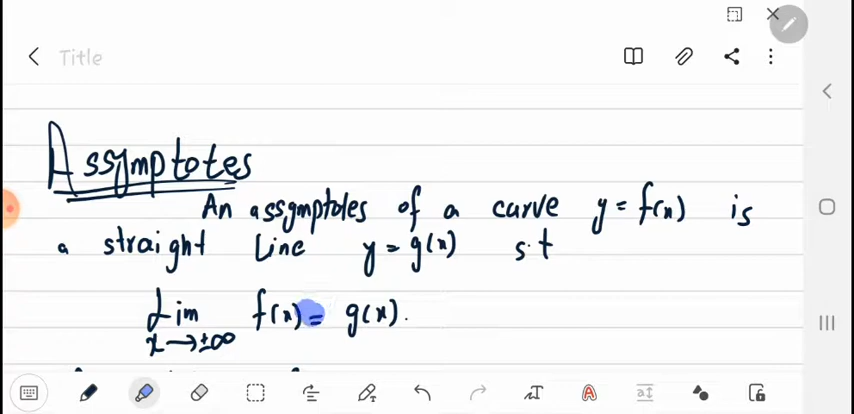 Title
Assymptotes
An assymptotes of a curve y = f(x) is
a straight line y = g(x) s.t
Lim f(x) = g(x).
x→±∞